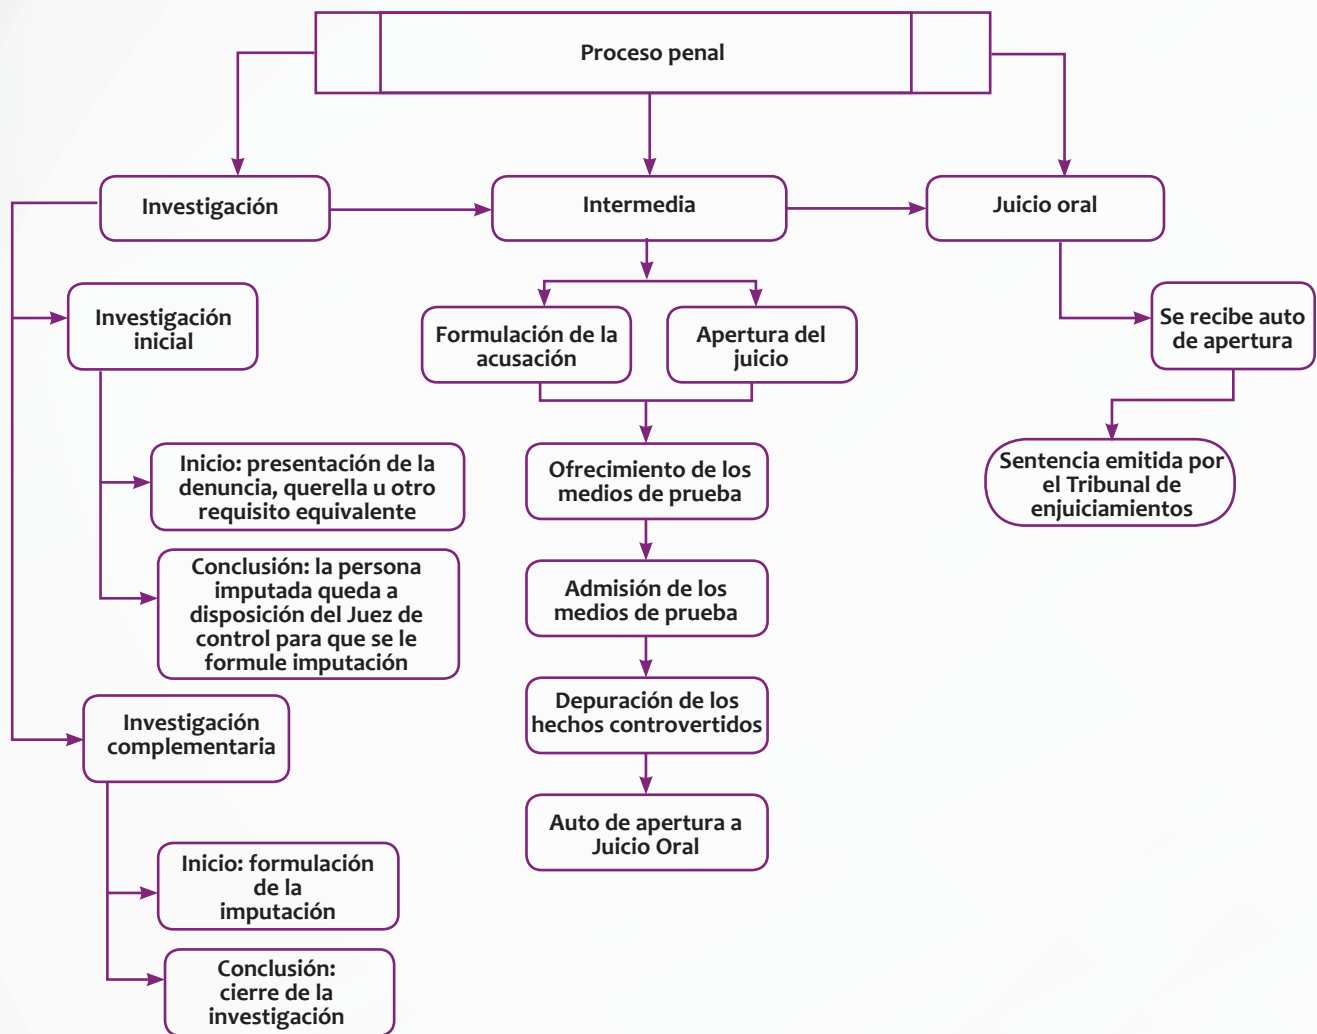 Proceso penal
Investigación
Intermedia
Juicio oral
Investigación
inicial
Inicio: presentación de la
denuncia, querella u otro
requisito equivalente
Conclusión: la persona
imputada queda a
disposición del Juez de
control para que se le
formule imputación
Investigación
complementaria
Inicio: formulación
de la
imputación
Conclusión:
cierre de la
investigación
Formulación de la
acusación
Apertura del
juicio
Ofrecimiento de los
medios de prueba
Admisión de los
medios de prueba
Depuración de los
hechos controvertidos
Auto de apertura a
Juicio Oral
Se recibe auto
de apertura
Sentencia emitida por
el Tribunal de
enjuiciamientos